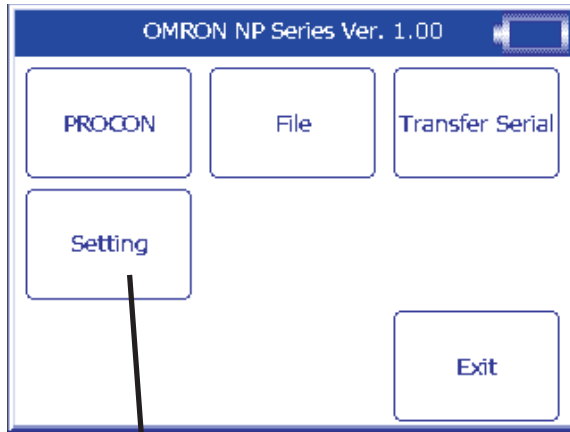 OMRON NP Series Ver. 1.00
PROCON File Transfer Serial
Setting
Exit